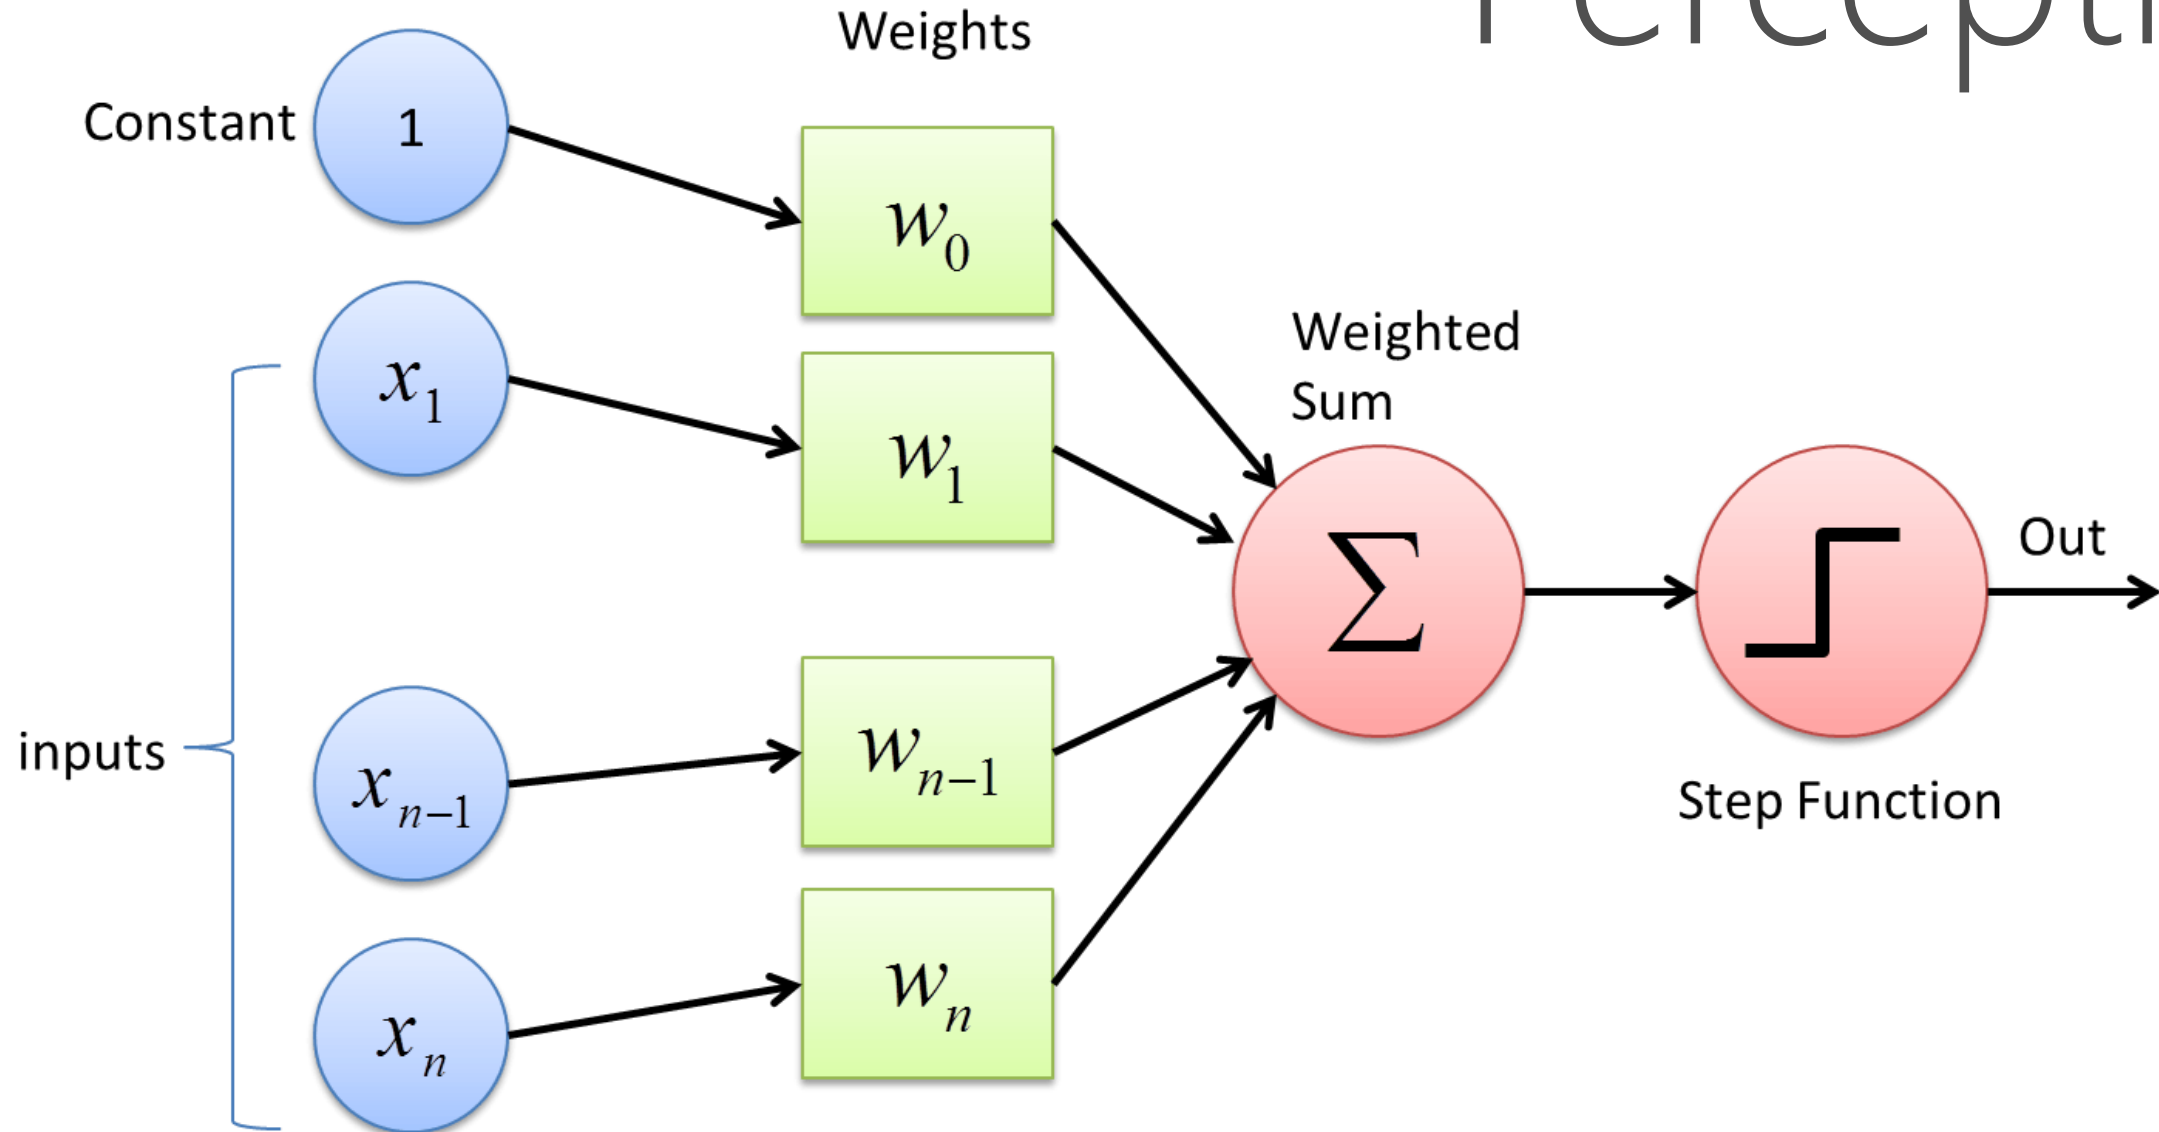 Weights
Constant
1
w₀
x₁
w₁
Weighted
Sum
Σ
Out
inputs
xₙ₋₁
wₙ₋₁
Step Function
xₙ
wₙ